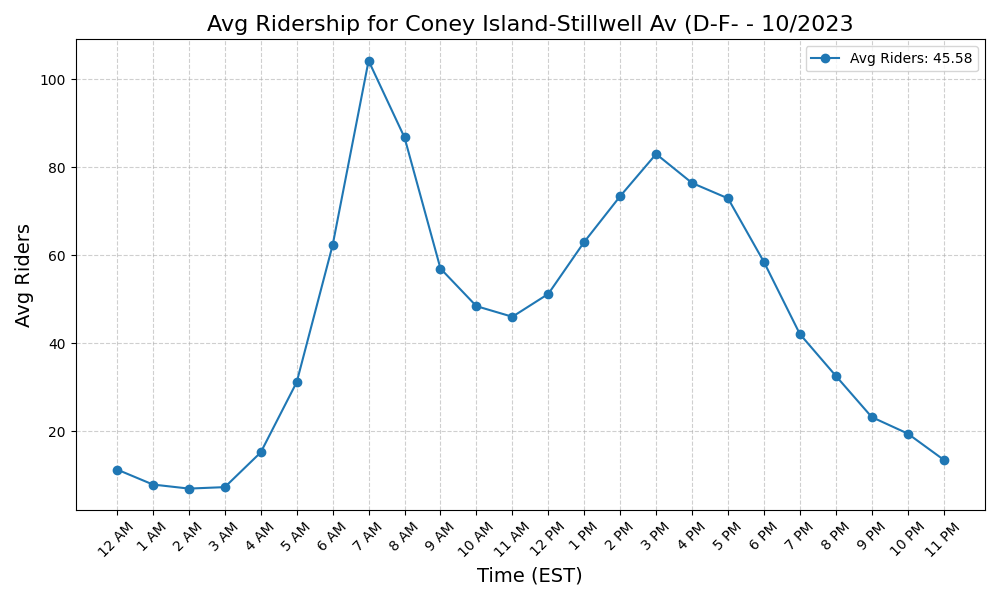 Avg Ridership for Coney Island-Stillwell Av (D-F- - 10/2023
Avg Riders: 45.58
Avg Riders
100
80
60
40
20
12 AM
1 AM
2 AM
3 AM
4 AM
5 AM
6 AM
7 AM
8 AM
9 AM
10 AM
11 AM
12 PM
1 PM
2 PM
3 PM
4 PM
5 PM
6 PM
7 PM
8 PM
9 PM
10 PM
11 PM
Time (EST)